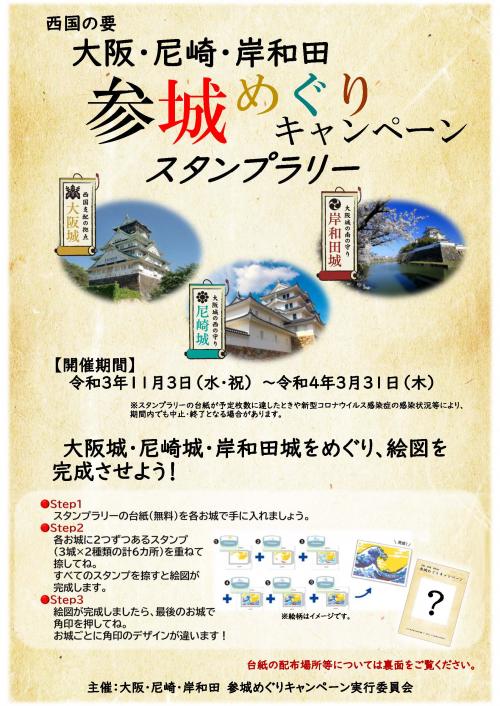 西国の要
大阪・尼崎・岸和田
参城めぐり
キャンペーン
スタンプラリー
西国支配の拠点
大阪城
大阪城の西の守り
尼崎城
大阪城の南の守り
岸和田城
【開催期間】
令和3年11月3日(水・祝) ～令和4年3月31日(木)
※スタンプラリーの台紙が予定枚数に達したときや新型コロナウイルス感染症の感染状況等により、
期間内でも中止・終了となる場合があります。
大阪城・尼崎城・岸和田城をめぐり、絵図を
完成させよう!
●Step1
スタンプラリーの台紙(無料)を各お城で手に入れましょう。
●Step2
各お城に2つずつあるスタンプ
(3城×2種類の計6カ所)を重ねて
捺してね。
すべてのスタンプを捺すと絵図が
完成します。
●Step3
絵図が完成しましたら、最後のお城で
角印を押してね。
お城ごとに角印のデザインが違います!
完成!
※絵柄はイメージです。
参城めぐりキャンペーン
?
台紙の配布場所等については裏面をご覧ください。
主催:大阪・尼崎・岸和田 参城めぐりキャンペーン実行委員会